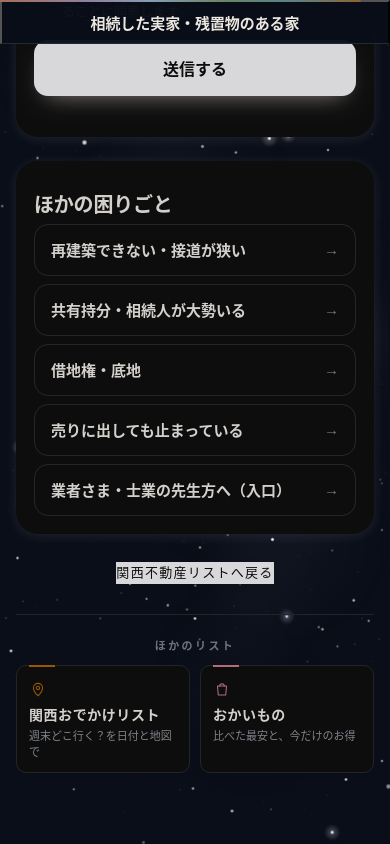 相続した実家・残置物のある家
送信する
ほかの困りごと
再建築できない・接道が狭い →
共有持分・相続人が大勢いる →
借地権・底地 →
売りに出しても止まっている →
業者さま・士業の先生方へ（入口） →
関西不動産リストへ戻る
ほかのリスト
関西おでかけリスト
週末どこ行く？を日付と地図
で
おかいもの
比べた最安と、今だけのお得